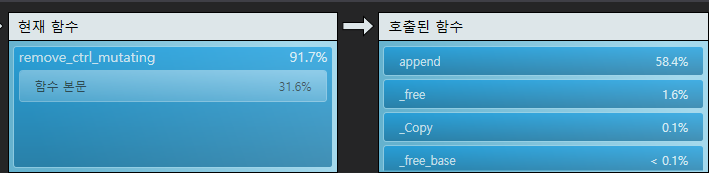 현재 함수
remove_ctrl_mutating 91.7%
함수 본문 31.6%
호출된 함수
append 58.4%
_free 1.6%
_Copy 0.1%
_free_base < 0.1%